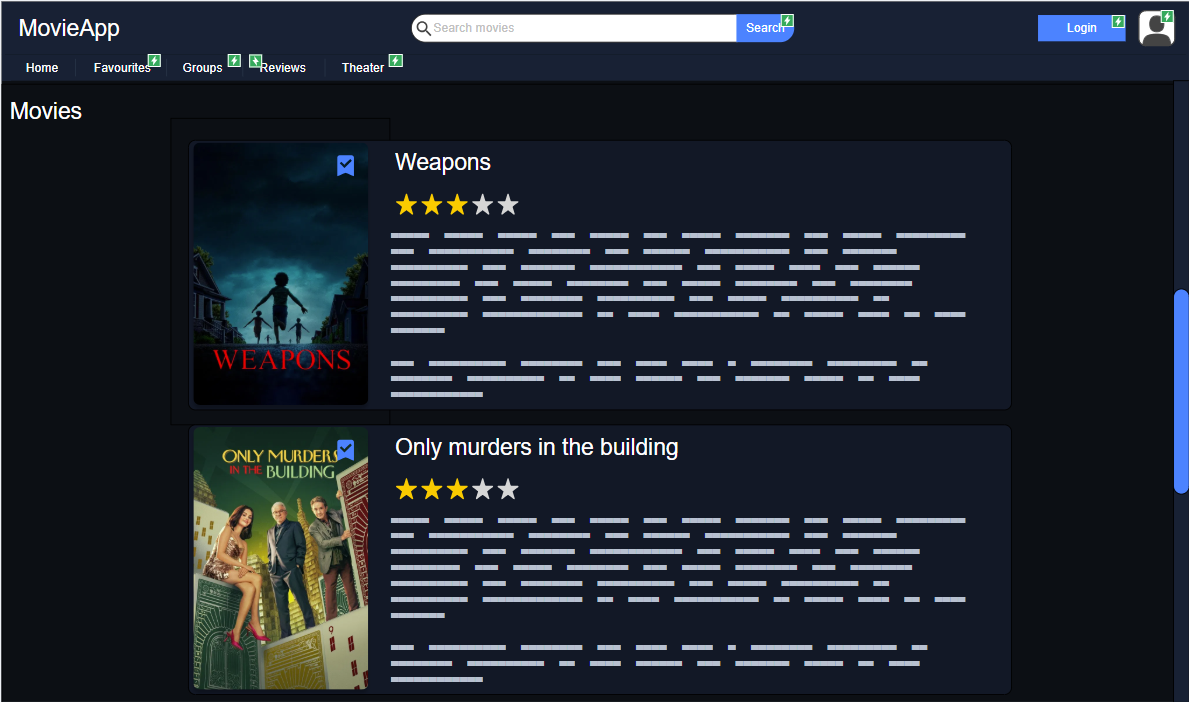 MovieApp
Search movies
Search
Login
Home
Favourites
Groups
Reviews
Theater
Movies
Weapons
WEAPONS
Only murders in the building
ONLY MURDERS
IN THE BUILDING